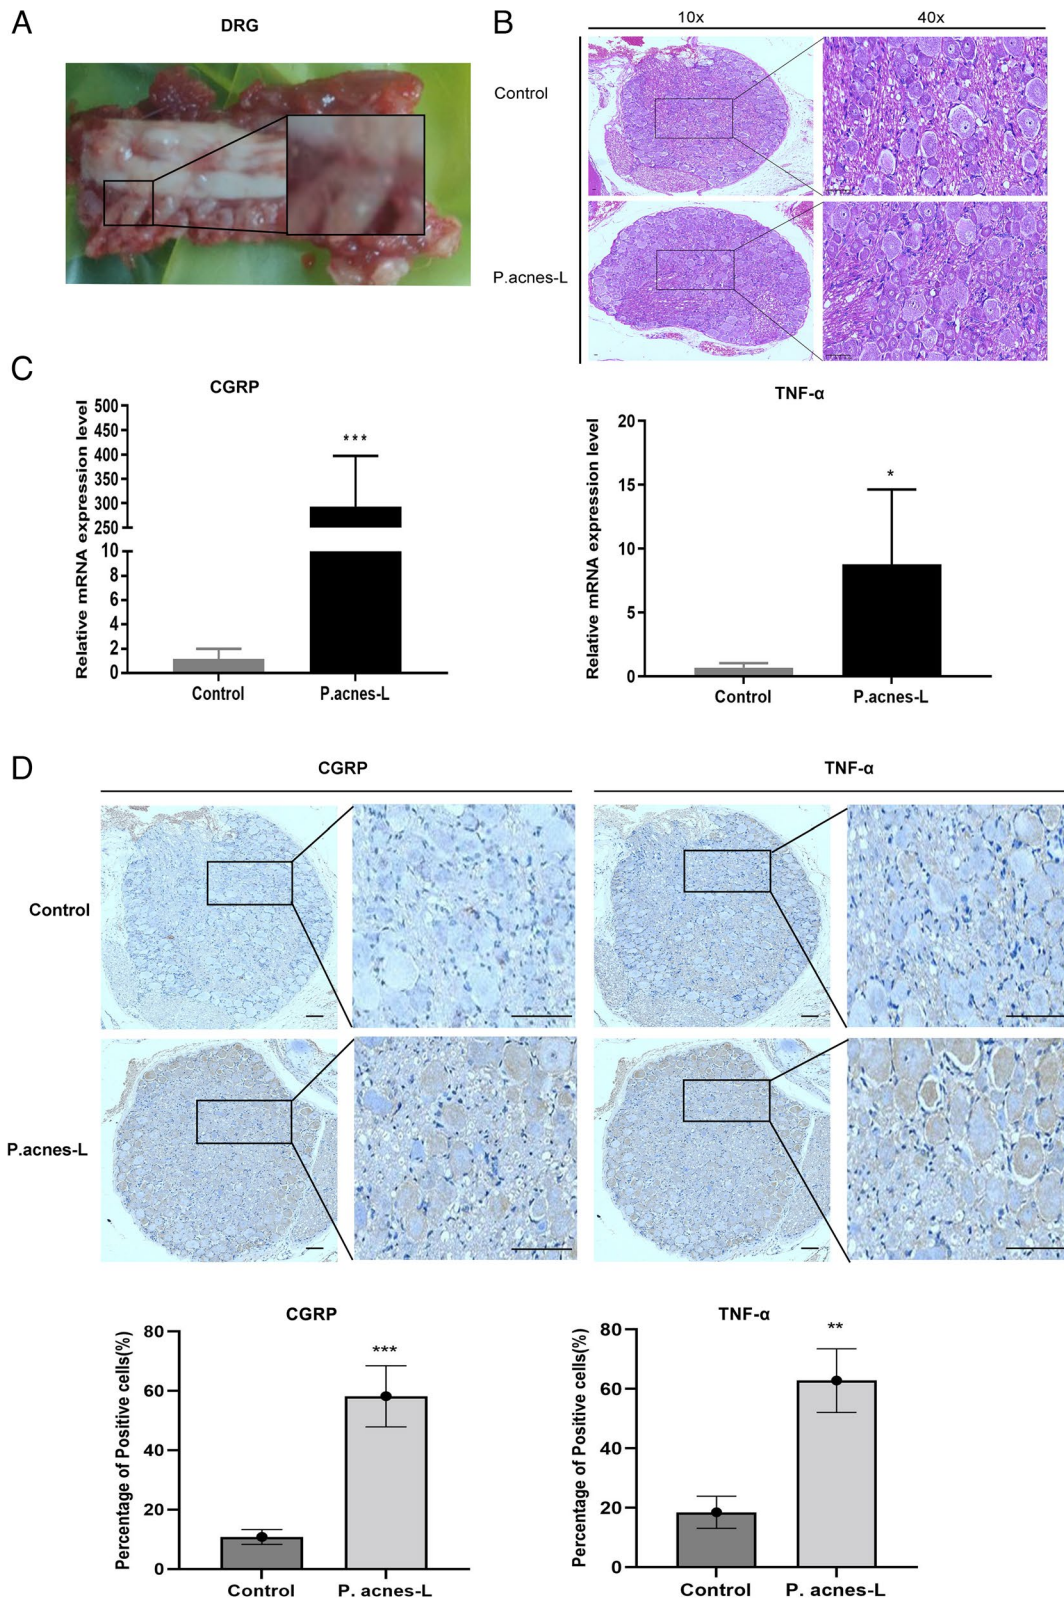 A
DRG
B
10x
40x
Control
P.acnes-L
C
CGRP
Relative mRNA expression level
500
450
400
350
300
250
10
8
6
4
2
0
***
Control
P.acnes-L
TNF-α
Relative mRNA expression level
20
15
10
5
0
*
Control
P.acnes-L
D
CGRP
TNF-α
Control
P.acnes-L
CGRP
Percentage of Positive cells(%)
80
60
40
20
0
***
Control
P. acnes-L
TNF-α
Percentage of Positive cells(%)
80
60
40
20
0
**
Control
P. acnes-L